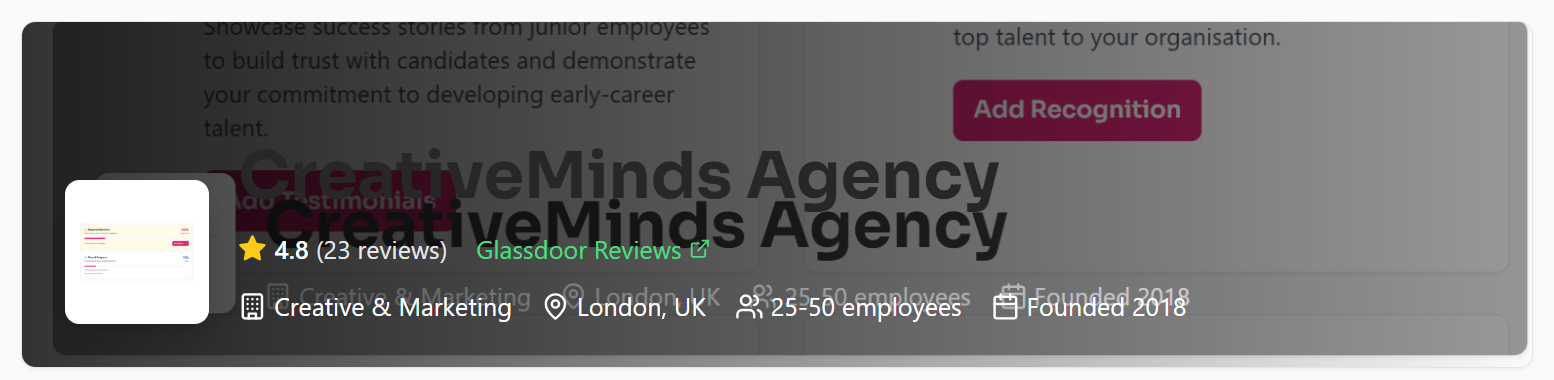 Showcase success stories from junior employees
to build trust with candidates and demonstrate
your commitment to developing early-career
talent.
Add Testimonials
top talent to your organisation.
Add Recognition
CreativeMinds Agency
CreativeMinds Agency
4.8 (23 reviews) Glassdoor Reviews
Creative & Marketing London, UK 25-50 employees Founded 2018
Creative & Marketing London, UK 25-50 employees Founded 2018